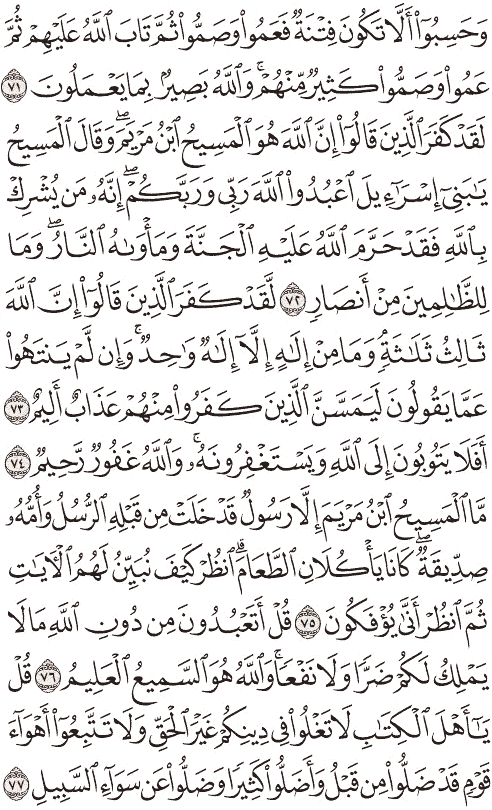 وَحَسِبُوٓا۟ أَلَّا تَكُونَ فِتْنَةٌ فَعَمُوا۟ وَصَمُّوا۟ ثُمَّ تَابَ ٱللَّهُ عَلَيْهِمْ ثُمَّ
عَمُوا۟ وَصَمُّوا۟ كَثِيرٌ مِّنْهُمْ ۚ وَٱللَّهُ بَصِيرٌۢ بِمَا يَعْمَلُونَ ٧١
لَقَدْ كَفَرَ ٱلَّذِينَ قَالُوٓا۟ إِنَّ ٱللَّهَ هُوَ ٱلْمَسِيحُ ٱبْنُ مَرْيَمَ ۖ وَقَالَ ٱلْمَسِيحُ
يَٰبَنِىٓ إِسْرَٰٓءِيلَ ٱعْبُدُوا۟ ٱللَّهَ رَبِّى وَرَبَّكُمْ ۖ إِنَّهُۥ مَن يُشْرِكْ
بِٱللَّهِ فَقَدْ حَرَّمَ ٱللَّهُ عَلَيْهِ ٱلْجَنَّةَ وَمَأْوَىٰهُ ٱلنَّارُ ۖ وَمَا
لِلظَّٰلِمِينَ مِنْ أَنصَارٍ ٧٢ لَّقَدْ كَفَرَ ٱلَّذِينَ قَالُوٓا۟ إِنَّ ٱللَّهَ
ثَالِثُ ثَلَٰثَةٍ ۘ وَمَا مِنْ إِلَٰهٍ إِلَّآ إِلَٰهٌ وَٰحِدٌ ۚ وَإِن لَّمْ يَنتَهُوا۟
عَمَّا يَقُولُونَ لَيَمَسَّنَّ ٱلَّذِينَ كَفَرُوا۟ مِنْهُمْ عَذَابٌ أَلِيمٌ ٧٣
أَفَلَا يَتُوبُونَ إِلَى ٱللَّهِ وَيَسْتَغْفِرُونَهُۥ ۚ وَٱللَّهُ غَفُورٌ رَّحِيمٌ ٧٤
مَّا ٱلْمَسِيحُ ٱبْنُ مَرْيَمَ إِلَّا رَسُولٌ قَدْ خَلَتْ مِن قَبْلِهِ ٱلرُّسُلُ وَأُمُّهُۥ
صِدِّيقَةٌ ۖ كَانَا يَأْكُلَانِ ٱلطَّعَامَ ۗ ٱنظُرْ كَيْفَ نُبَيِّنُ لَهُمُ ٱلْءَايَٰتِ
ثُمَّ ٱنظُرْ أَنَّىٰ يُؤْفَكُونَ ٧٥ قُلْ أَتَعْبُدُونَ مِن دُونِ ٱللَّهِ مَا لَا
يَمْلِكُ لَكُمْ ضَرًّا وَلَا نَفْعًا ۚ وَٱللَّهُ هُوَ ٱلسَّمِيعُ ٱلْعَلِيمُ ٧٦ قُلْ
يَٰٓأَهْلَ ٱلْكِتَٰبِ لَا تَغْلُوا۟ فِى دِينِكُمْ غَيْرَ ٱلْحَقِّ وَلَا تَتَّبِعُوٓا۟ أَهْوَآءَ
قَوْمٍ قَدْ ضَلُّوا۟ مِن قَبْلُ وَأَضَلُّوا۟ كَثِيرًا وَضَلُّوا۟ عَن سَوَآءِ ٱلسَّبِيلِ ٧٧